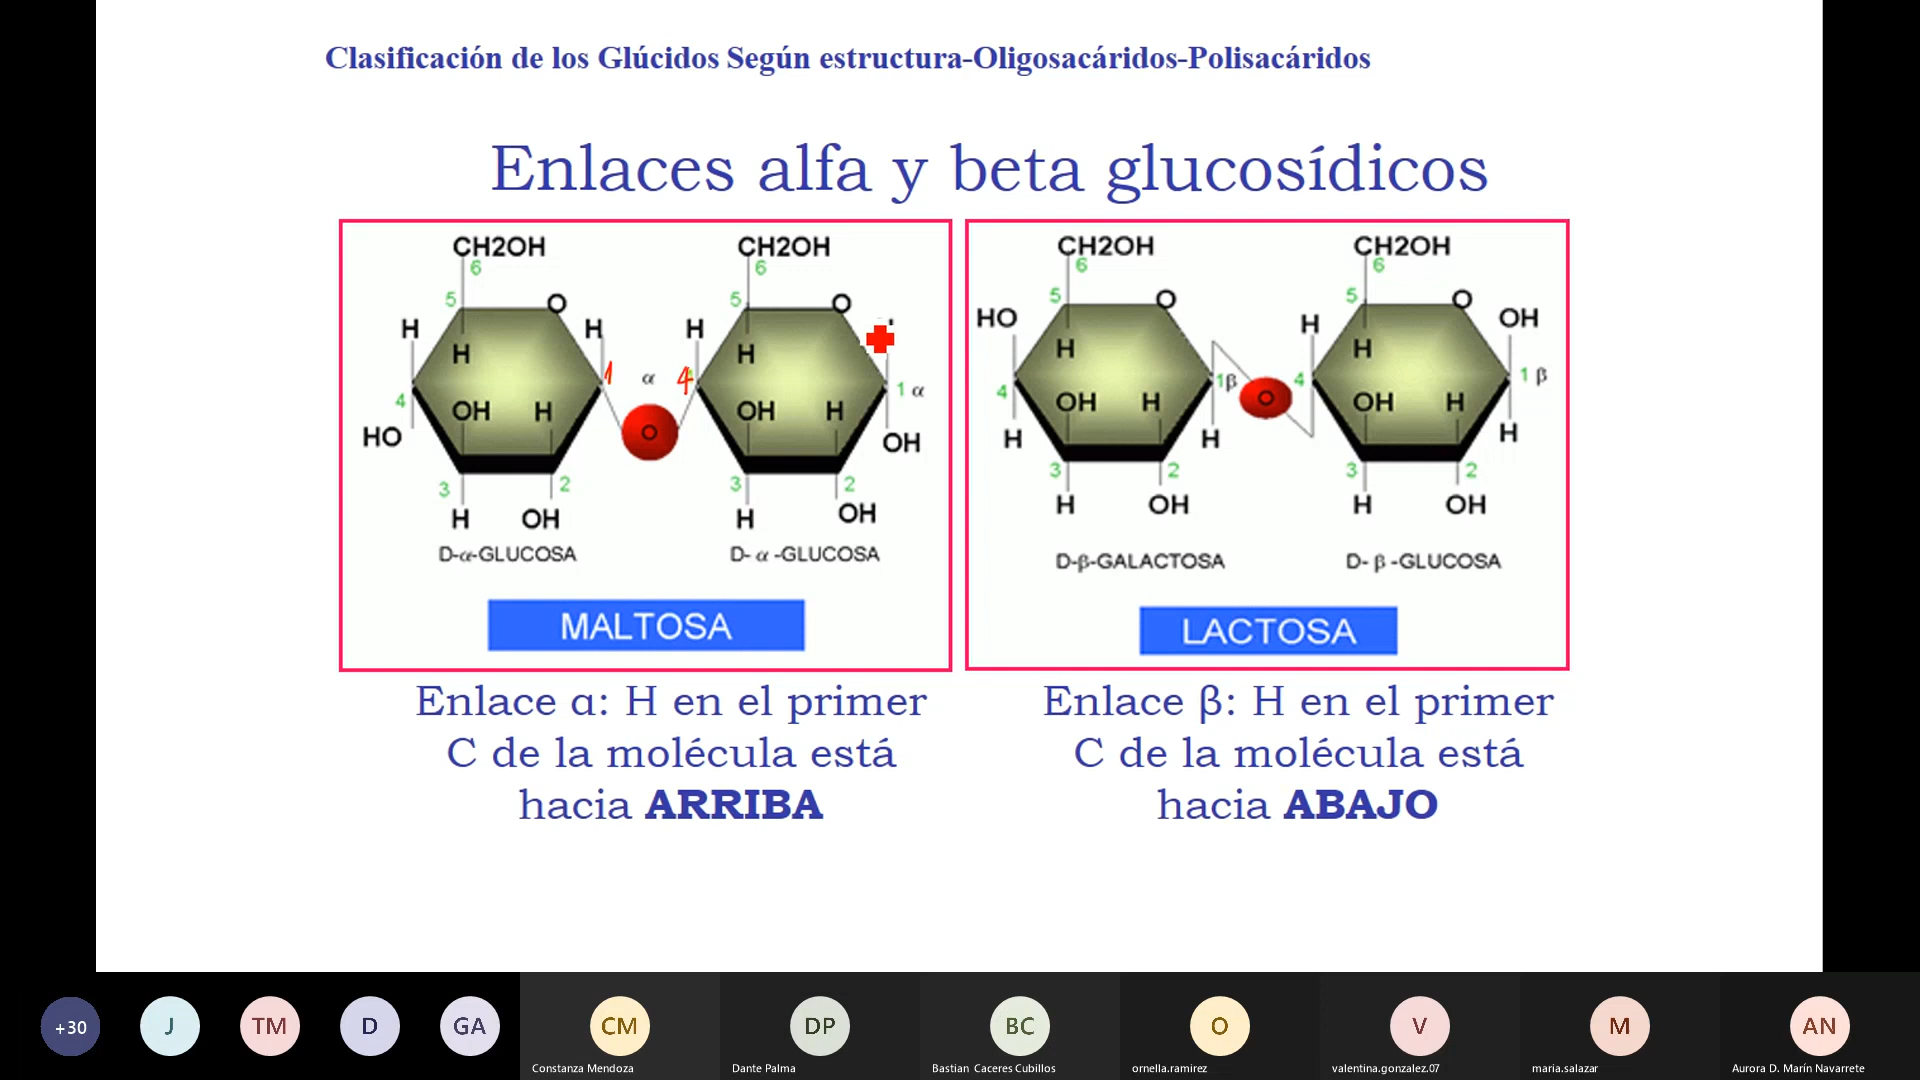 Clasificación de los Glúcidos Según estructura-Oligosacáridos-Polisacáridos
Enlaces alfa y beta glucosídicos
CH2OH
6
5
O
H
H
H
1
4
OH
H
HO
3
2
H
OH
D-α-GLUCOSA
α
O
CH2OH
6
5
O
H
H
4
1 α
OH
H
OH
3
2
H
OH
D- α -GLUCOSA
MALTOSA
CH2OH
6
5
O
HO
H
4
1β
OH
H
H
H
3
2
H
OH
D-β-GALACTOSA
O
CH2OH
6
5
O
H
OH
H
4
1 β
OH
H
H
3
2
H
OH
D- β -GLUCOSA
LACTOSA
Enlace α: H en el primer
C de la molécula está
hacia ARRIBA
Enlace β: H en el primer
C de la molécula está
hacia ABAJO
+30
J
TM
D
GA
CM
Constanza Mendoza
DP
Dante Palma
BC
Bastian Caceres Cubillos
O
ornella.ramirez
V
valentina.gonzalez.07
M
maria.salazar
AN
Aurora D. Marín Navarrete